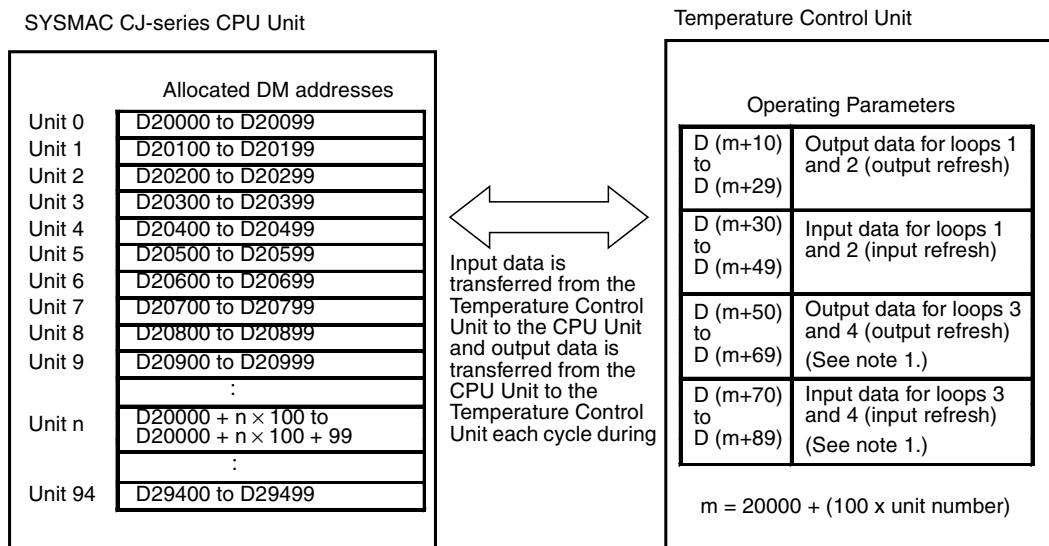 SYSMAC CJ-series CPU Unit
Allocated DM addresses
Unit 0 D20000 to D20099
Unit 1 D20100 to D20199
Unit 2 D20200 to D20299
Unit 3 D20300 to D20399
Unit 4 D20400 to D20499
Unit 5 D20500 to D20599
Unit 6 D20600 to D20699
Unit 7 D20700 to D20799
Unit 8 D20800 to D20899
Unit 9 D20900 to D20999
:
Unit n D20000 + n × 100 to
D20000 + n × 100 + 99
:
Unit 94 D29400 to D29499
Input data is
transferred from the
Temperature Control
Unit to the CPU Unit
and output data is
transferred from the
CPU Unit to the
Temperature Control
Unit each cycle during
Temperature Control Unit
Operating Parameters
D (m+10) Output data for loops 1
to and 2 (output refresh)
D (m+29)
D (m+30) Input data for loops 1
to and 2 (input refresh)
D (m+49)
D (m+50) Output data for loops 3
to and 4 (output refresh)
D (m+69) (See note 1.)
D (m+70) Input data for loops 3
to and 4 (input refresh)
D (m+89) (See note 1.)
m = 20000 + (100 x unit number)